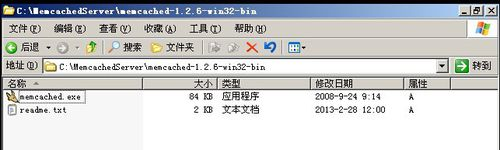 C:\MemcachedServer\memcached-1.2.6-win32-bin
文件(F) 编辑(E) 查看(V) 收藏(A) 工具(T) 帮助(H)
后退 搜索 文件夹
地址(D) C:\MemcachedServer\memcached-1.2.6-win32-bin 转到
名称 大小 类型 修改日期 属性
memcached.exe 84 KB 应用程序 2008-9-24 9:14 A
readme.txt 2 KB 文本文档 2013-2-28 12:00 A